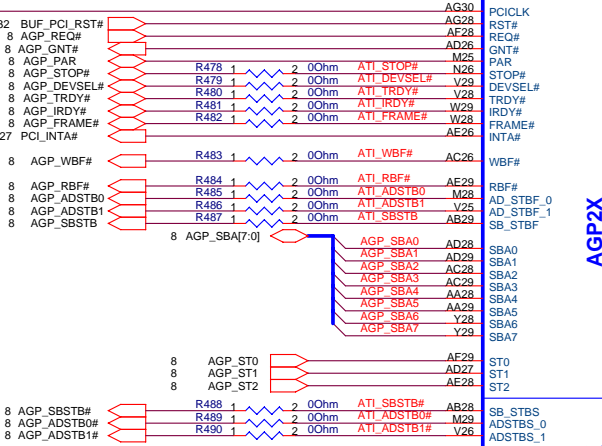 AG30 PCICLK
32 BUF_PCI_RST# AG28 RST#
8 AGP_REQ# AF28 REQ#
8 AGP_GNT# AD26 GNT#
8 AGP_PAR M25 PAR
8 AGP_STOP# R478 1 2 0Ohm ATI_STOP# N26 STOP#
8 AGP_DEVSEL# R479 1 2 0Ohm ATI_DEVSEL# V29 DEVSEL#
8 AGP_TRDY# R480 1 2 0Ohm ATI_TRDY# V28 TRDY#
8 AGP_IRDY# R481 1 2 0Ohm ATI_IRDY# W29 IRDY#
8 AGP_FRAME# R482 1 2 0Ohm ATI_FRAME# W28 FRAME#
27 PCI_INTA# AE26 INTA#
8 AGP_WBF# R483 1 2 0Ohm ATI_WBF# AC26 WBF#
8 AGP_RBF# R484 1 2 0Ohm ATI_RBF# AE29 RBF#
8 AGP_ADSTB0 R485 1 2 0Ohm ATI_ADSTB0 M28 AD_STBF_0
8 AGP_ADSTB1 R486 1 2 0Ohm ATI_ADSTB1 V25 AD_STBF_1
8 AGP_SBSTB R487 1 2 0Ohm ATI_SBSTB AB29 SB_STBF
8 AGP_SBA[7:0]
AGP_SBA0 AD28 SBA0
AGP_SBA1 AD29 SBA1
AGP_SBA2 AC28 SBA2
AGP_SBA3 AC29 SBA3
AGP_SBA4 AA28 SBA4
AGP_SBA5 AA29 SBA5
AGP_SBA6 Y28 SBA6
AGP_SBA7 Y29 SBA7
AGP2X
8 AGP_ST0 AF29 ST0
8 AGP_ST1 AD27 ST1
8 AGP_ST2 AE28 ST2
8 AGP_SBSTB# R488 1 2 0Ohm ATI_SBSTB# AB28 SB_STBS
8 AGP_ADSTB0# R489 1 2 0Ohm ATI_ADSTB0# M29 ADSTBS_0
8 AGP_ADSTB1# R490 1 2 0Ohm ATI_ADSTB1# V26 ADSTBS_1